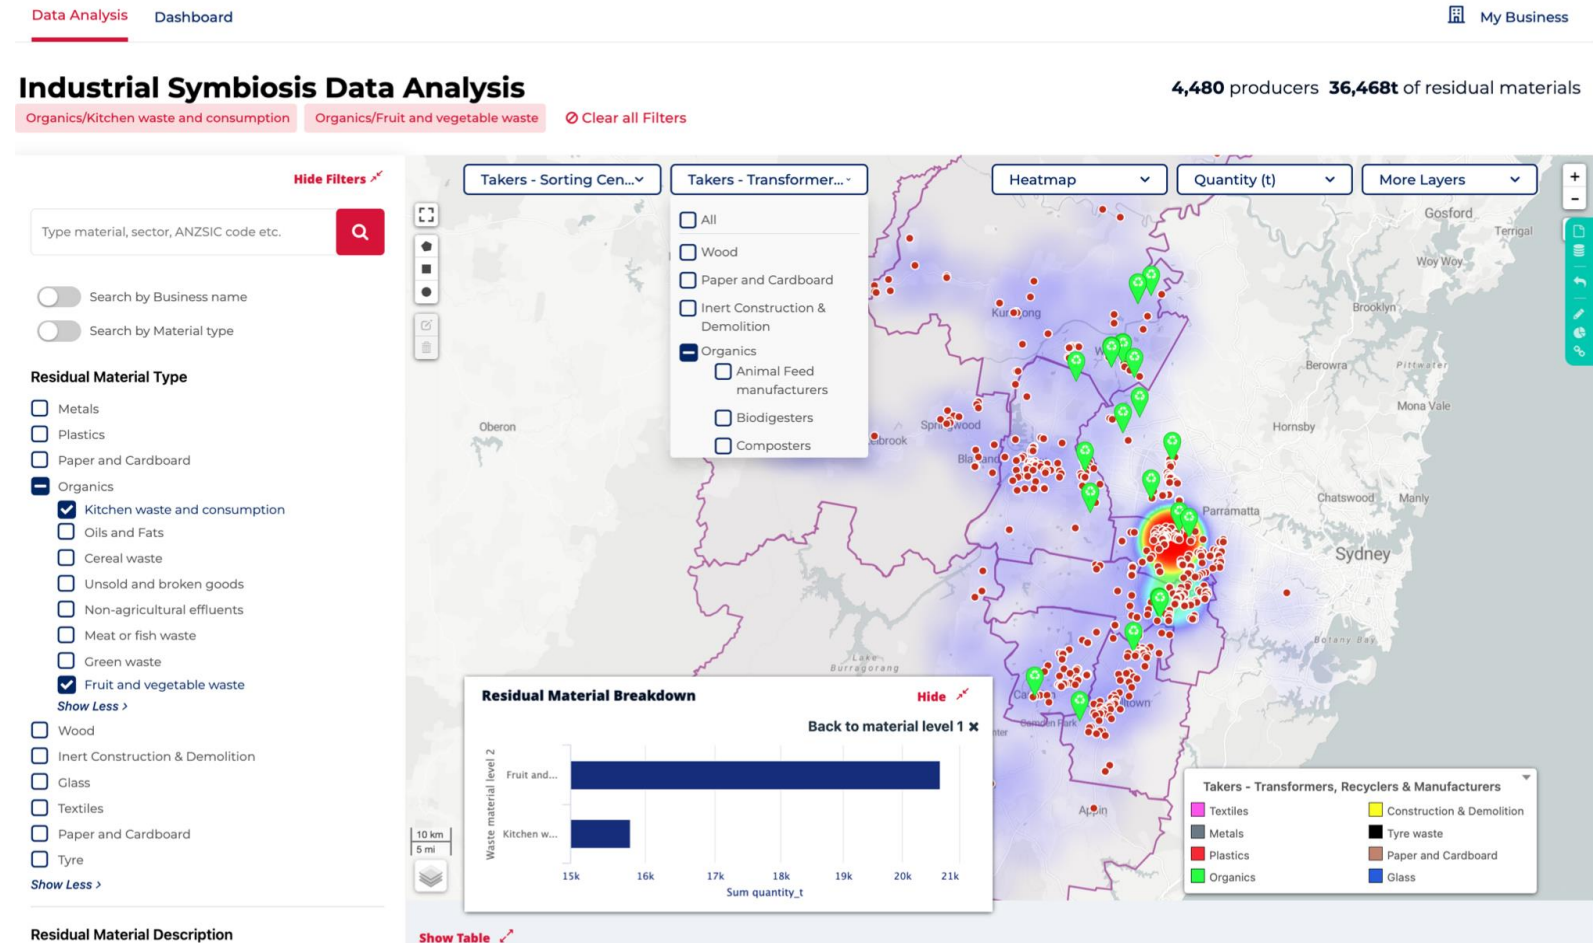 Data Analysis
Dashboard
My Business
Industrial Symbiosis Data Analysis
4,480 producers 36,468t of residual materials
Organics/Kitchen waste and consumption
Organics/Fruit and vegetable waste
Clear all Filters
Hide Filters
Type material, sector, ANZSIC code etc.
Search by Business name
Search by Material type
Residual Material Type
Metals
Plastics
Paper and Cardboard
Organics
Kitchen waste and consumption
Oils and Fats
Cereal waste
Unsold and broken goods
Non-agricultural effluents
Meat or fish waste
Green waste
Fruit and vegetable waste
Show Less >
Wood
Inert Construction & Demolition
Glass
Textiles
Paper and Cardboard
Tyre
Show Less >
Residual Material Description
Takers - Sorting Cen...
Takers - Transformer...
Heatmap
Quantity (t)
More Layers
+
-
All
Wood
Paper and Cardboard
Inert Construction &
Demolition
Organics
Animal Feed
manufacturers
Biodigesters
Composters
Gosford
Terrigal
Woy Woy
Brooklyn
Berowra
Pittwater
Mona Vale
Hornsby
Oberon
Chatswood
Manly
Parramatta
Sydney
Botany Bay
Lake
Burragorang
Camden Park
Appin
10 km
5 mi
Residual Material Breakdown
Hide
Back to material level 1 ×
Waste material level 2
Fruit and...
Kitchen w...
15k 16k 17k 18k 19k 20k 21k
Sum quantity_t
Takers - Transformers, Recyclers & Manufacturers
Textiles
Construction & Demolition
Metals
Tyre waste
Plastics
Paper and Cardboard
Organics
Glass
Show Table